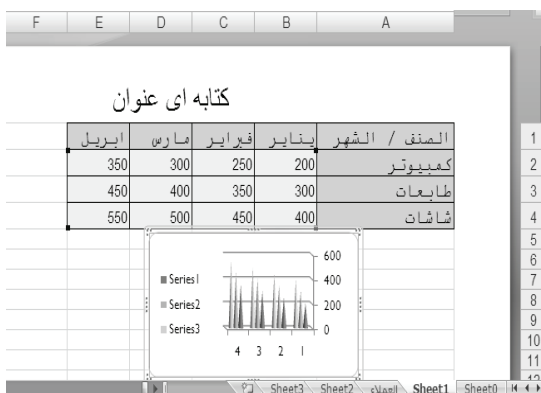 F E D C B A
كتابه اى عنوان
الصنف / الشهر يناير فبراير مارس ابريل
1
كمبيوتر 200 250 300 350
2
طابعات 300 350 400 450
3
شاشات 400 450 500 550
4
5
6
7
8
9
10
11
12
600
400
200
0
Series1
Series2
Series3
4 3 2 1
Sheet3 Sheet2 العملاء Sheet1 Sheet0